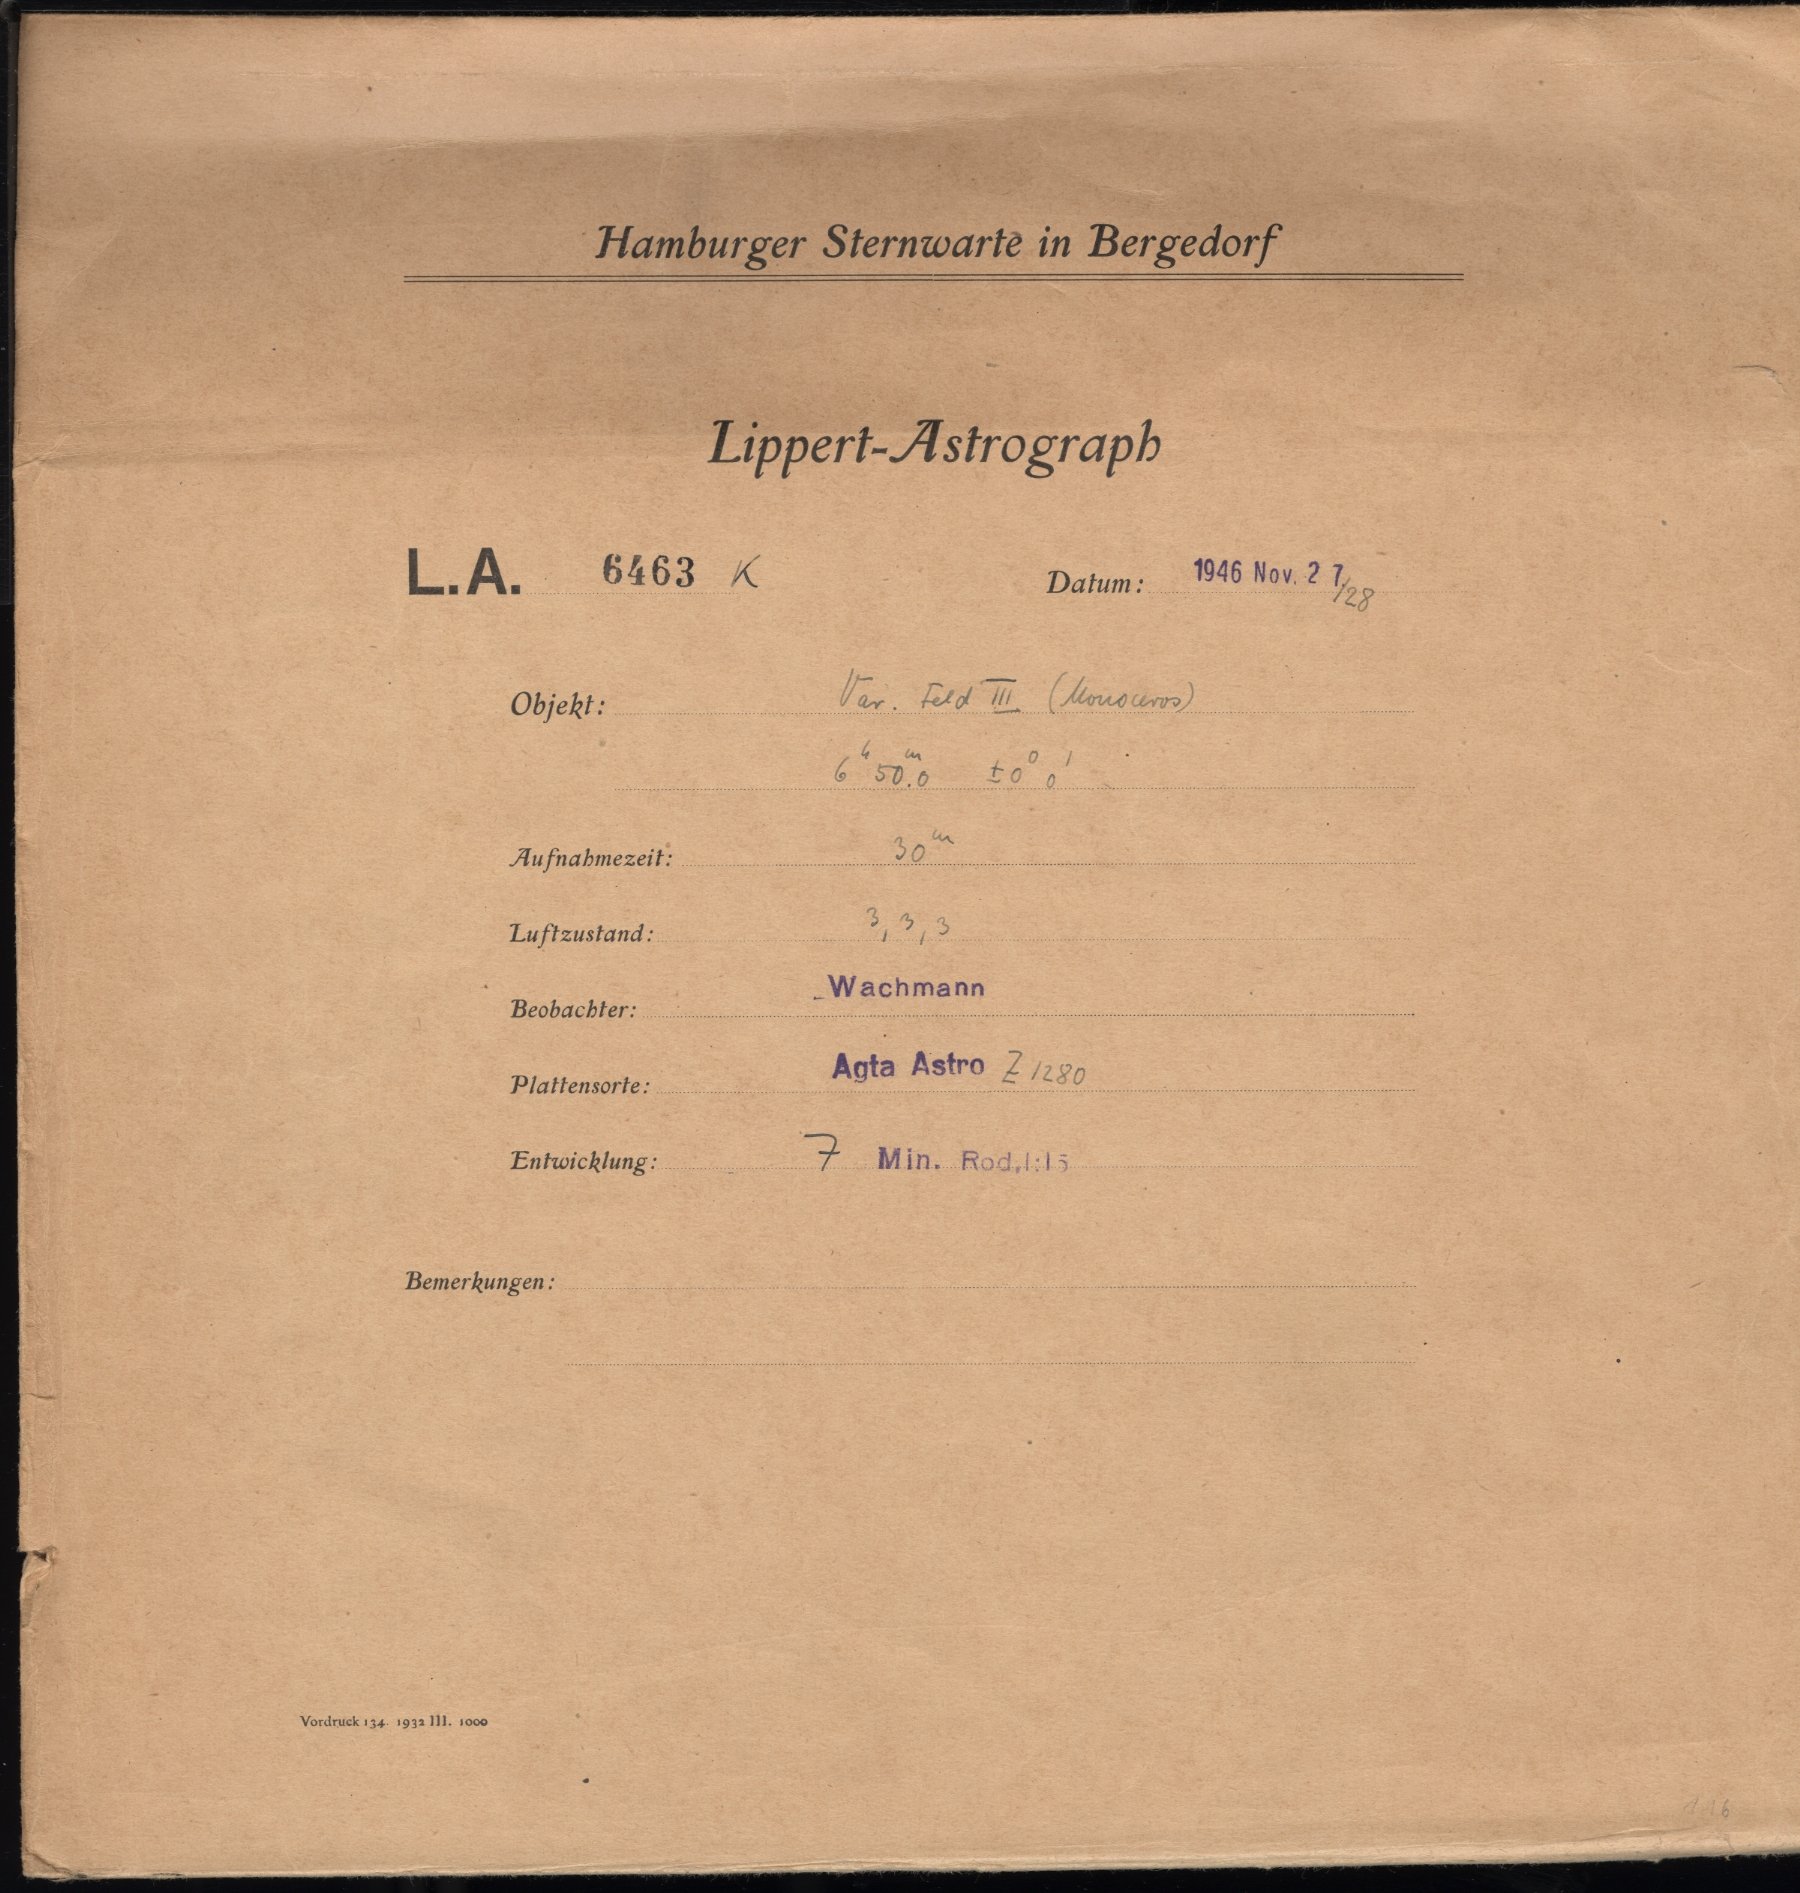 Hamburger Sternwarte in Bergedorf
Lippert-Astrograph
L.A. 6463 K Datum: 1946 Nov. 27/28
Objekt: Var. Feld III (Monoceros)
6h 50.m0 ±0° 0'
Aufnahmezeit: 30m
Luftzustand: 3, 3, 3
Beobachter: Wachmann
Plattensorte: Agfa Astro Z 1280
Entwicklung: 7 Min. Rod, 1:15
Bemerkungen:
Vordruck 134. 1932 III. 1000